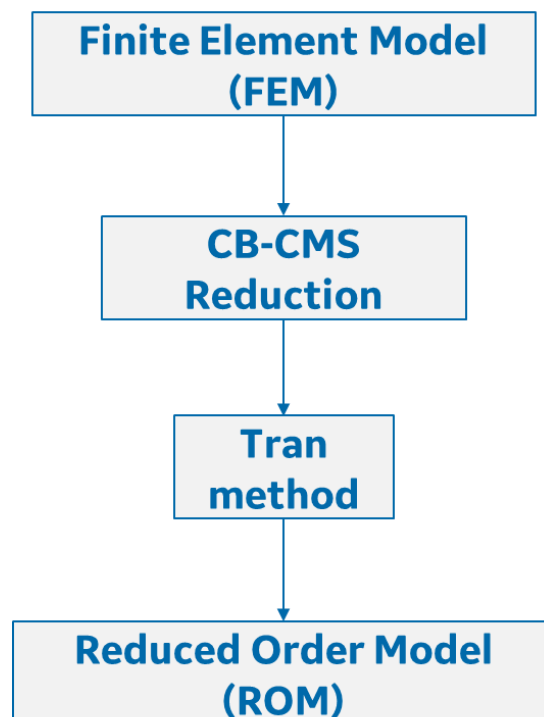 Finite Element Model
(FEM)
CB-CMS
Reduction
Tran
method
Reduced Order Model
(ROM)